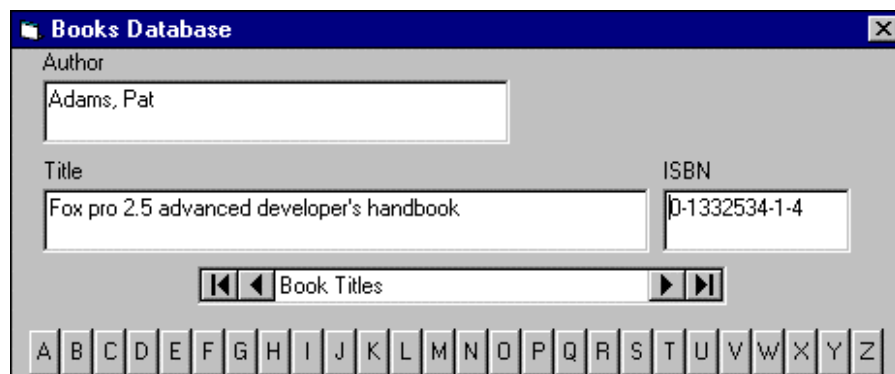 Books Database
Author
Adams, Pat
Title ISBN
Fox pro 2.5 advanced developer's handbook 0-1332534-1-4
Book Titles
A B C D E F G H I J K L M N O P Q R S T U V W X Y Z